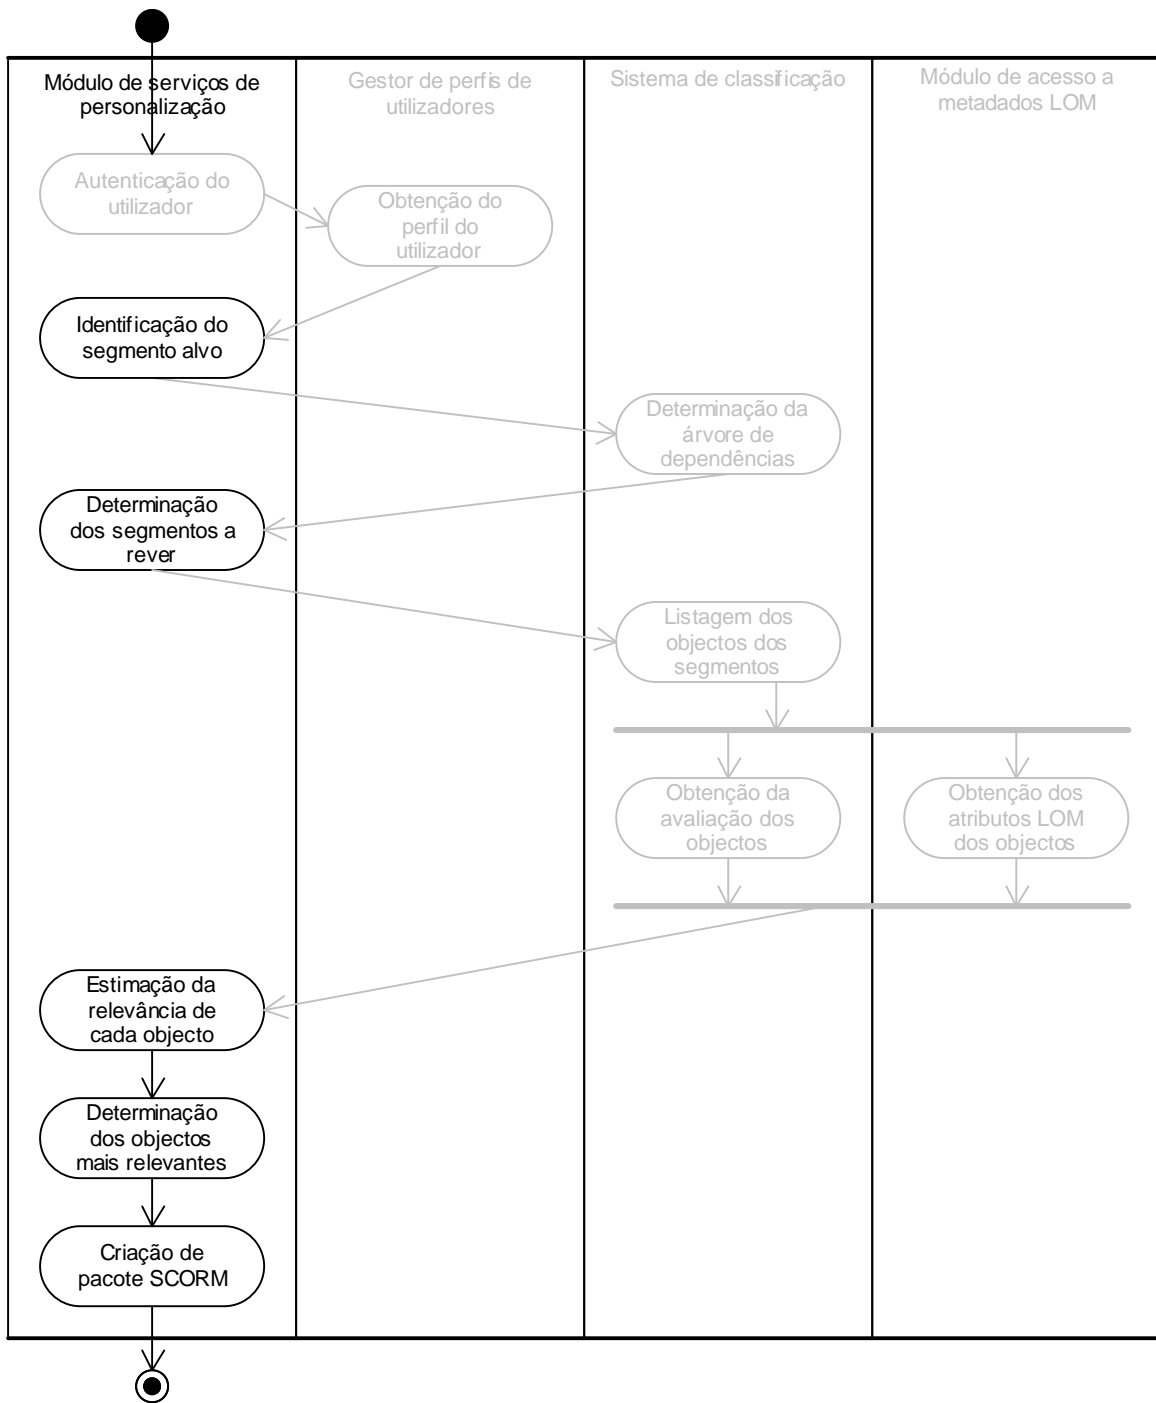 Módulo de serviços de
personalização
Gestor de perfis de
utilizadores
Sistema de classificação
Módulo de acesso a
metadados LOM
Autenticação do
utilizador
Obtenção do
perfil do
utilizador
Identificação do
segmento alvo
Determinação da
árvore de
dependências
Determinação
dos segmentos a
rever
Listagem dos
objectos dos
segmentos
Obtenção da
avaliação dos
objectos
Obtenção dos
atributos LOM
dos objectos
Estimação da
relevância de
cada objecto
Determinação
dos objectos
mais relevantes
Criação de
pacote SCORM